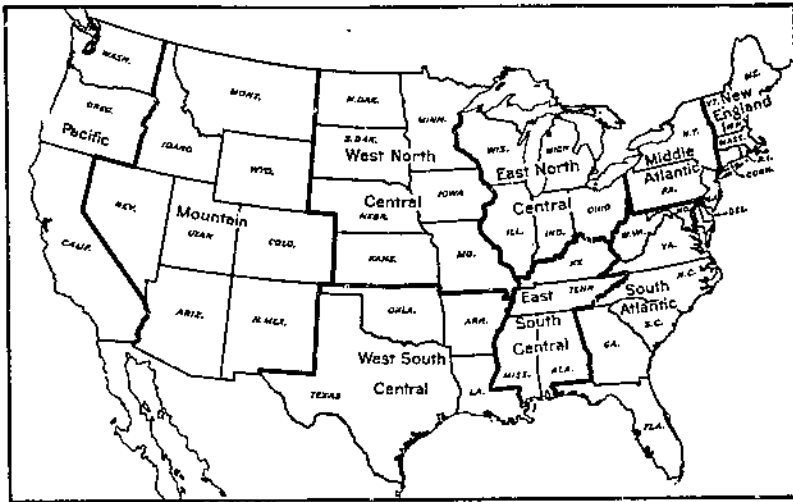 WASH.
MONT.
N.DAK.
MINN.
ME.
VT.
New
England
N.H.
MASS.
R.I.
CONN.
OREG.
Pacific
IDAHO
S.DAK.
West North
WIS.
MICH
East North
N.Y.
Middle
Atlantic
PA.
WYO.
Central
NEBR.
IOWA
Central
ILL.
IND.
OHIO
DEL.
NEV.
Mountain
UTAH
COLO.
CALIF.
KANS.
MO.
KY.
W.VA.
VA.
MD.
ARIZ.
N.MEX.
OKLA.
ARK.
East
TENN
N.C.
South
Atlantic
S.C.
South
Central
West South
Central
MISS.
ALA.
GA.
TEXAS
LA.
FLA.